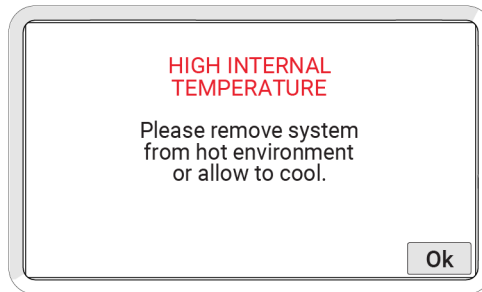 HIGH INTERNAL
TEMPERATURE
Please remove system
from hot environment
or allow to cool.
Ok